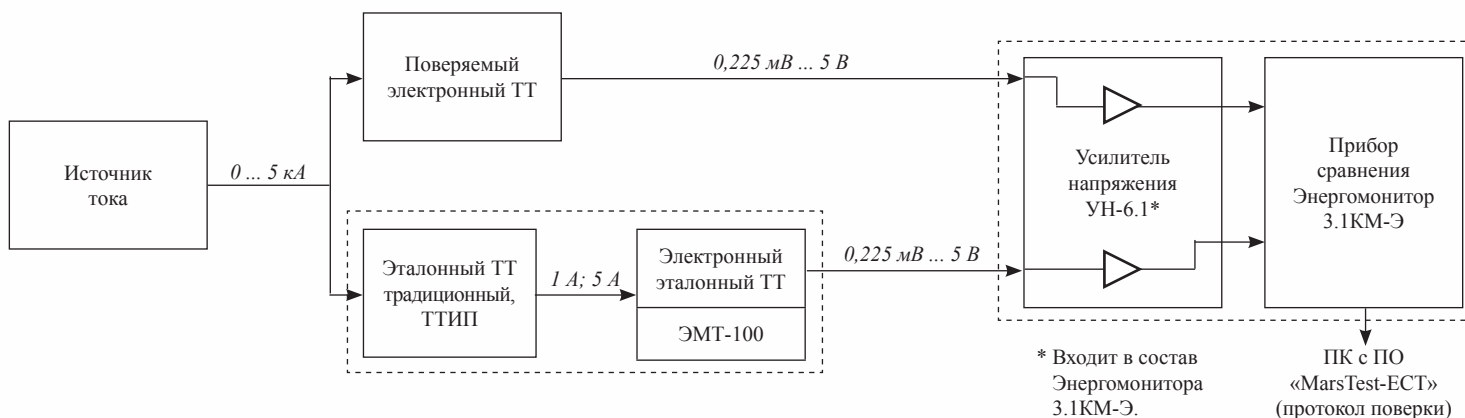 Источник
тока
0 ... 5 кА
Поверяемый
электронный ТТ
0,225 мВ ... 5 В
Эталонный ТТ
традиционный,
ТТИП
1 А; 5 А
Электронный
эталонный ТТ
ЭМТ-100
0,225 мВ ... 5 В
Усилитель
напряжения
УН-6.1*
Прибор
сравнения
Энергомонитор
3.1КМ-Э
* Входит в состав
Энергомонитора
3.1КМ-Э.
ПК с ПО
«MarsTest-ECT»
(протокол поверки)